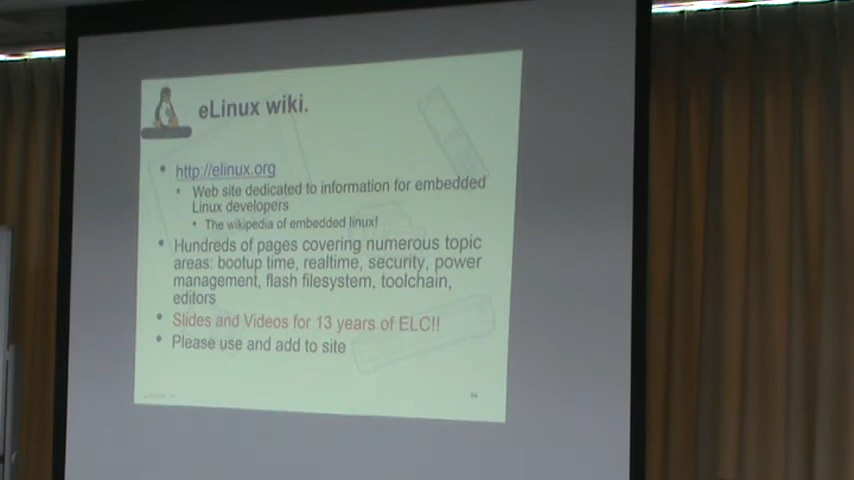 eLinux wiki.
http://elinux.org
Web site dedicated to information for embedded
Linux developers
The wikipedia of embedded linux!
Hundreds of pages covering numerous topic
areas: bootup time, realtime, security, power
management, flash filesystem, toolchain,
editors
Slides and Videos for 13 years of ELC!!
Please use and add to site